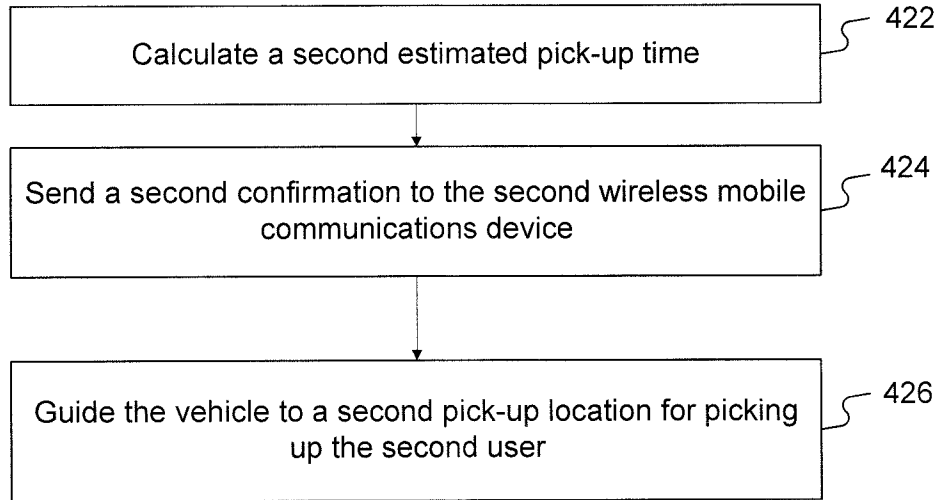 422
Calculate a second estimated pick-up time
424
Send a second confirmation to the second wireless mobile
communications device
426
Guide the vehicle to a second pick-up location for picking
up the second user